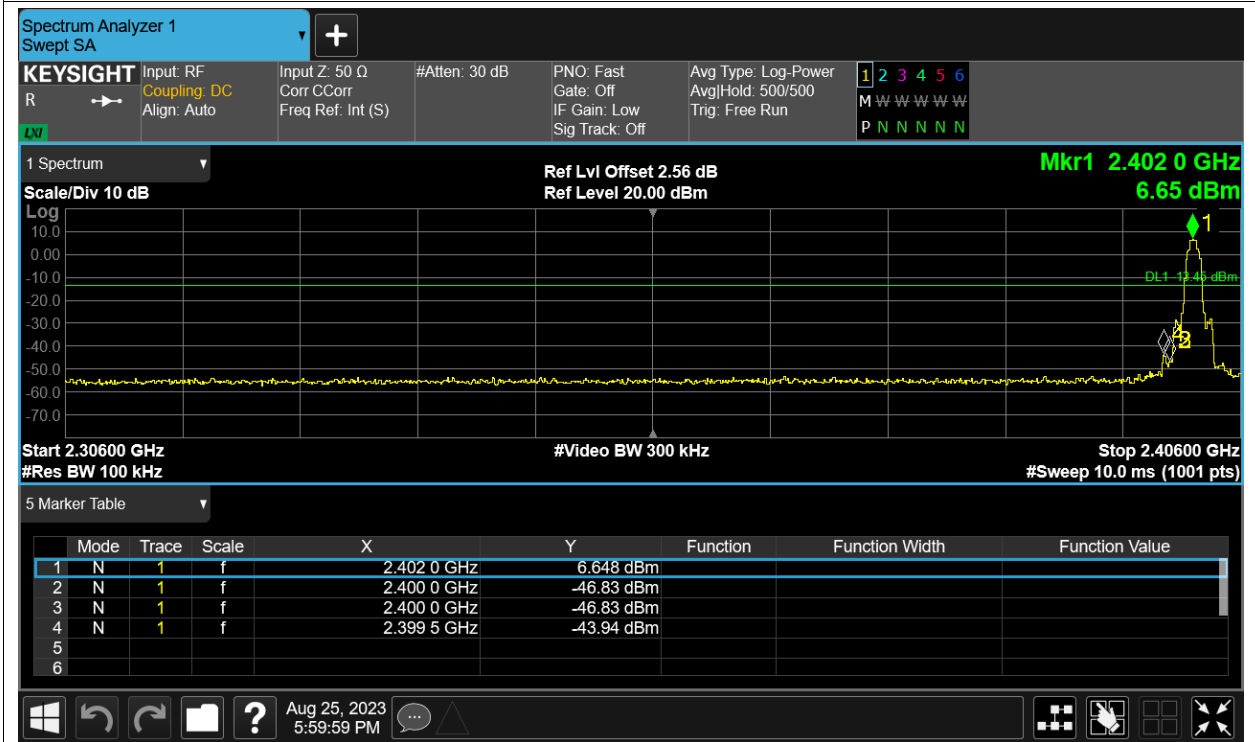 Spectrum Analyzer 1
Swept SA
+
KEYSIGHT
R
LXI
Input: RF
Coupling: DC
Align: Auto
Input Z: 50 Ω
Corr CCorr
Freq Ref: Int (S)
#Atten: 30 dB
PNO: Fast
Gate: Off
IF Gain: Low
Sig Track: Off
Avg Type: Log-Power
Avg|Hold: 500/500
Trig: Free Run
1 2 3 4 5 6
M W W W W W
P N N N N N
1 Spectrum
Scale/Div 10 dB
Ref Lvl Offset 2.56 dB
Ref Level 20.00 dBm
Mkr1 2.402 0 GHz
6.65 dBm
Log
10.0
0.00
-10.0
-20.0
-30.0
-40.0
-50.0
-60.0
-70.0
1
DL1 -13.45 dBm
4
Start 2.30600 GHz
#Res BW 100 kHz
#Video BW 300 kHz
Stop 2.40600 GHz
#Sweep 10.0 ms (1001 pts)
5 Marker Table
Mode Trace Scale X Y Function Function Width Function Value
1 N 1 f 2.402 0 GHz 6.648 dBm
2 N 1 f 2.400 0 GHz -46.83 dBm
3 N 1 f 2.400 0 GHz -46.83 dBm
4 N 1 f 2.399 5 GHz -43.94 dBm
5
6
?
Aug 25, 2023
5:59:59 PM